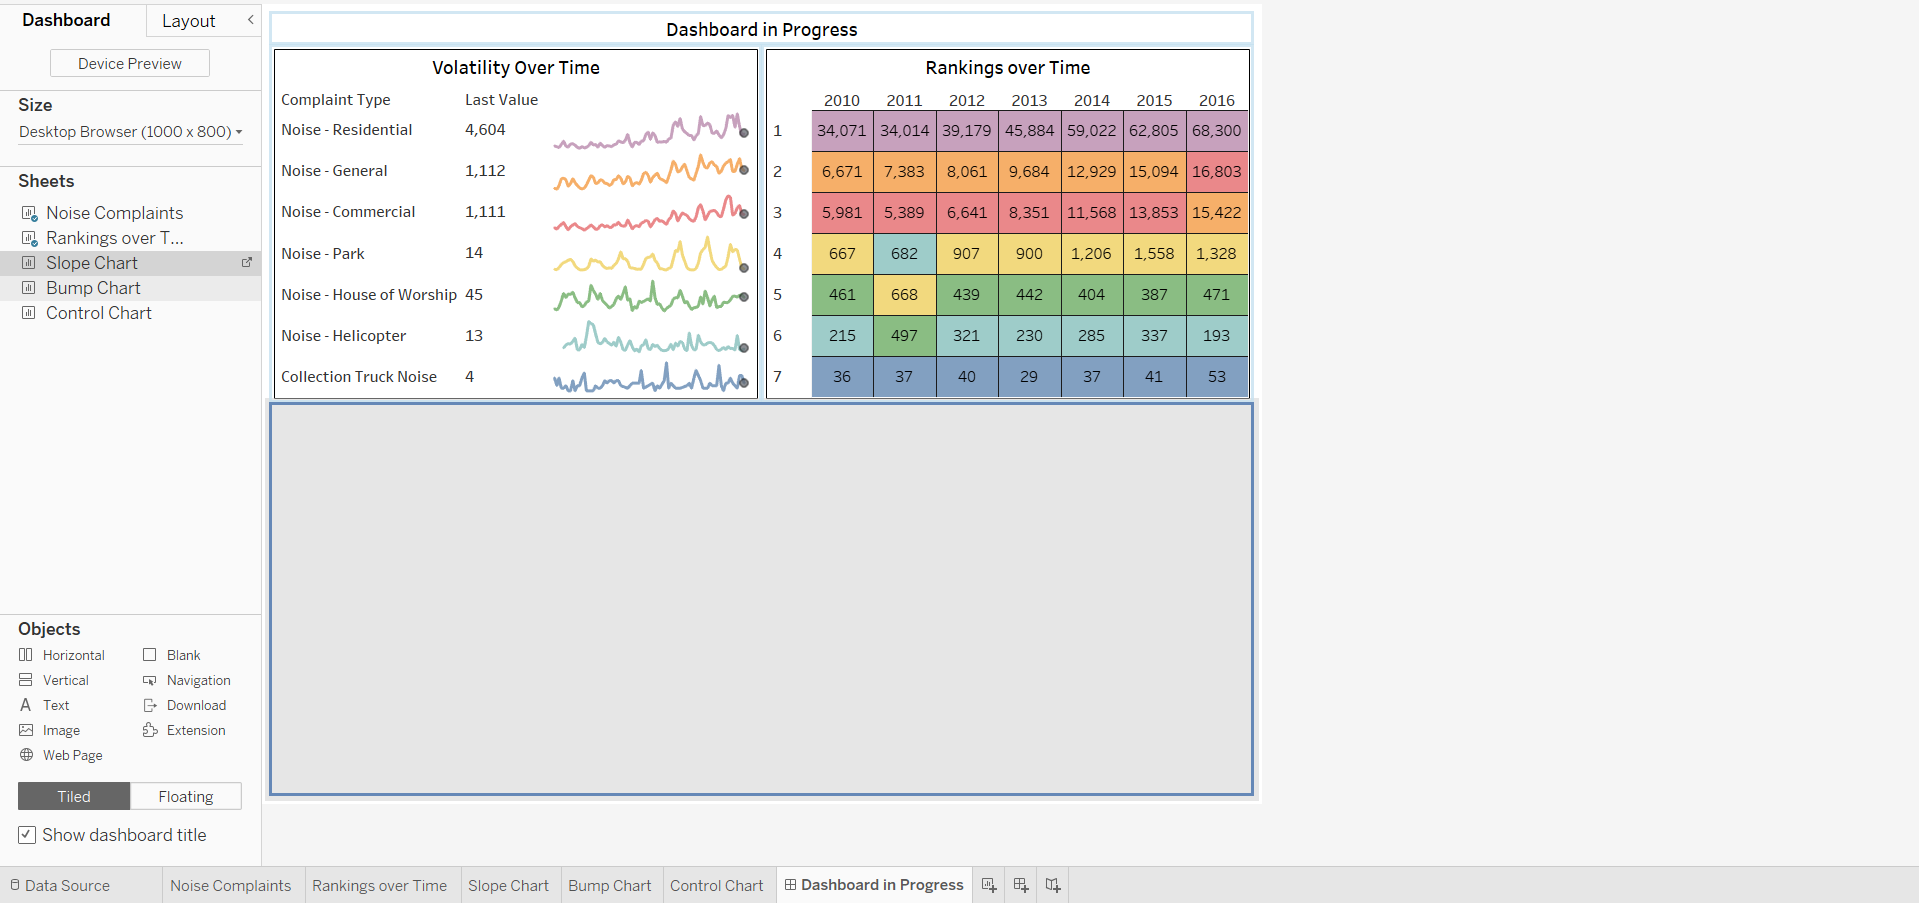 Dashboard
Layout
<
Device Preview
Size
Desktop Browser (1000 x 800)
Sheets
Noise Complaints
Rankings over T...
Slope Chart
Bump Chart
Control Chart
Objects
Horizontal Blank
Vertical Navigation
Text Download
Image Extension
Web Page
Tiled Floating
Show dashboard title
Dashboard in Progress
Volatility Over Time
Complaint Type Last Value
Noise - Residential 4,604
Noise - General 1,112
Noise - Commercial 1,111
Noise - Park 14
Noise - House of Worship 45
Noise - Helicopter 13
Collection Truck Noise 4
Rankings over Time
2010 2011 2012 2013 2014 2015 2016
1 34,071 34,014 39,179 45,884 59,022 62,805 68,300
2 6,671 7,383 8,061 9,684 12,929 15,094 16,803
3 5,981 5,389 6,641 8,351 11,568 13,853 15,422
4 667 682 907 900 1,206 1,558 1,328
5 461 668 439 442 404 387 471
6 215 497 321 230 285 337 193
7 36 37 40 29 37 41 53
Data Source Noise Complaints Rankings over Time Slope Chart Bump Chart Control Chart Dashboard in Progress